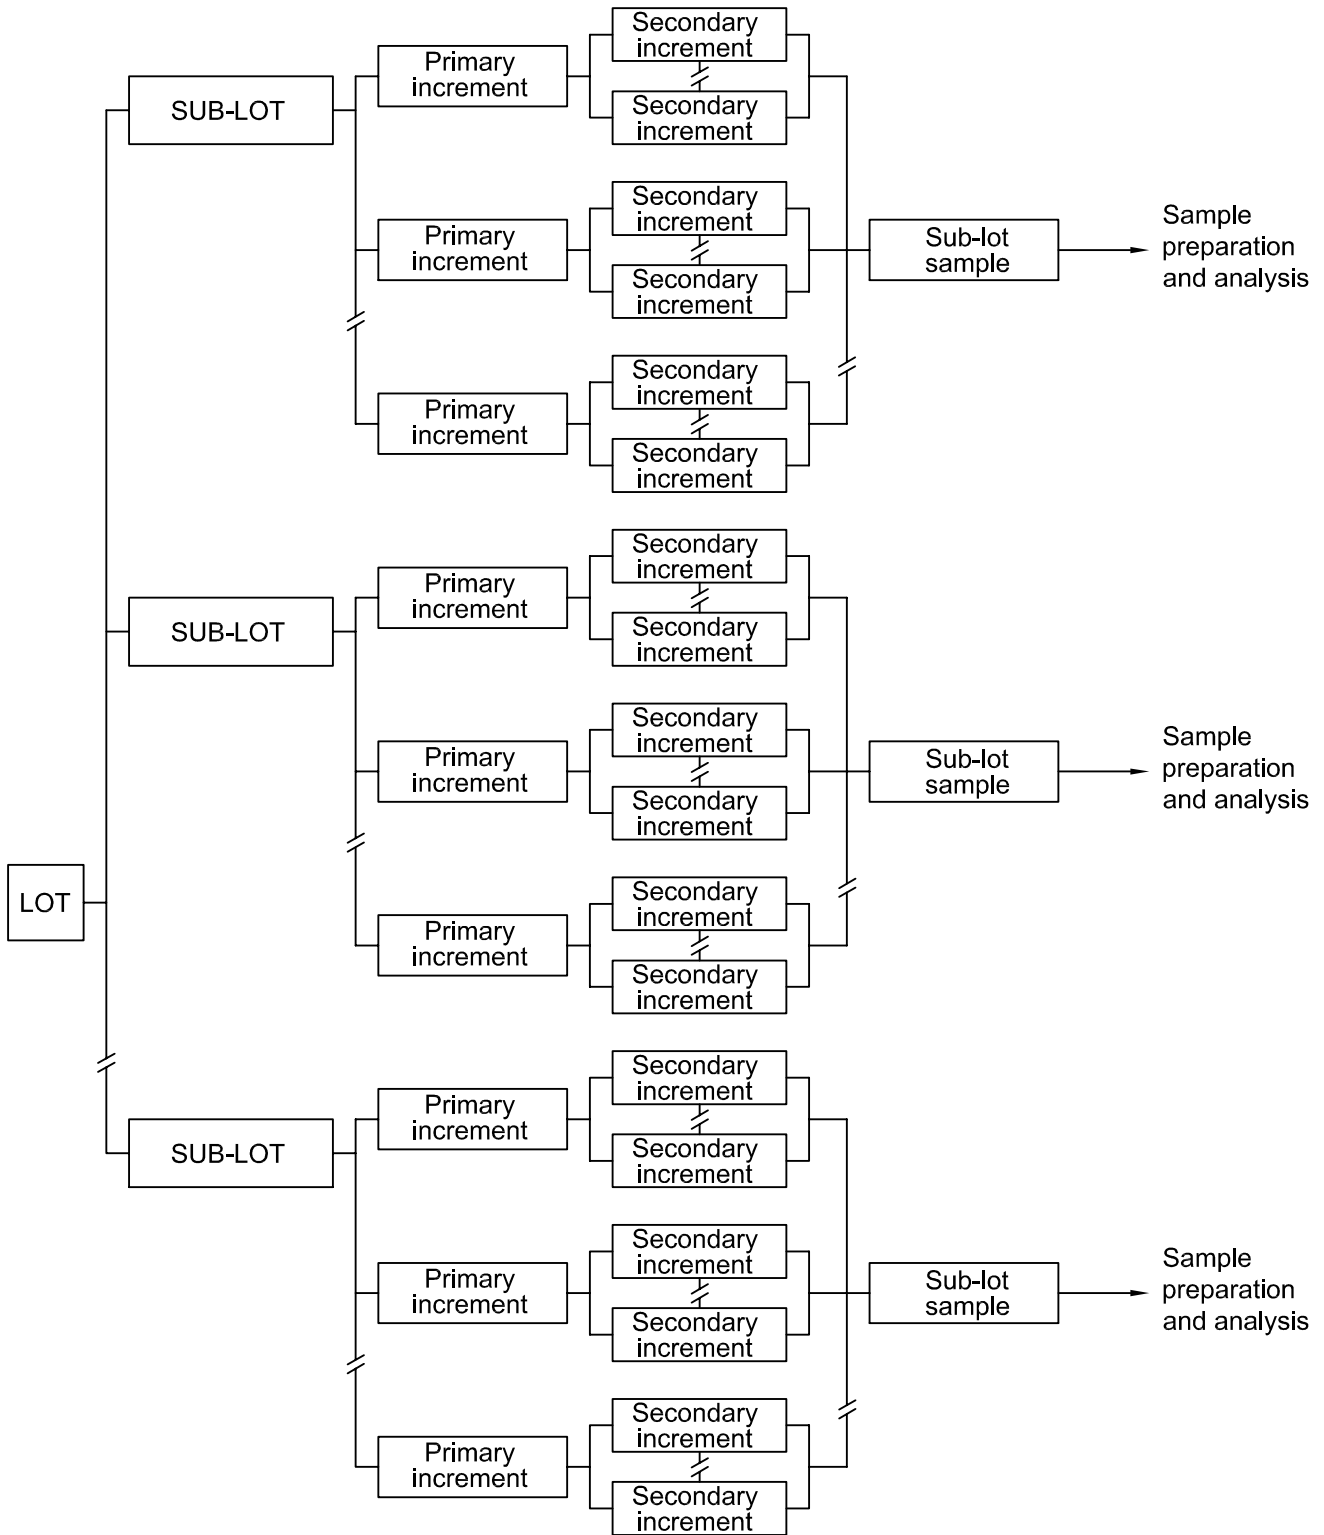 Secondary
increment
Primary
increment
SUB-LOT
Secondary
increment
Secondary
increment
Primary
increment
Secondary
increment
Sub-lot
sample
Sample
preparation
and analysis
Secondary
increment
Primary
increment
Secondary
increment
Secondary
increment
Primary
increment
SUB-LOT
Secondary
increment
Secondary
increment
Primary
increment
Secondary
increment
Sub-lot
sample
Sample
preparation
and analysis
LOT
Secondary
increment
Primary
increment
Secondary
increment
Secondary
increment
Primary
increment
SUB-LOT
Secondary
increment
Secondary
increment
Primary
increment
Secondary
increment
Sub-lot
sample
Sample
preparation
and analysis
Secondary
increment
Primary
increment
Secondary
increment